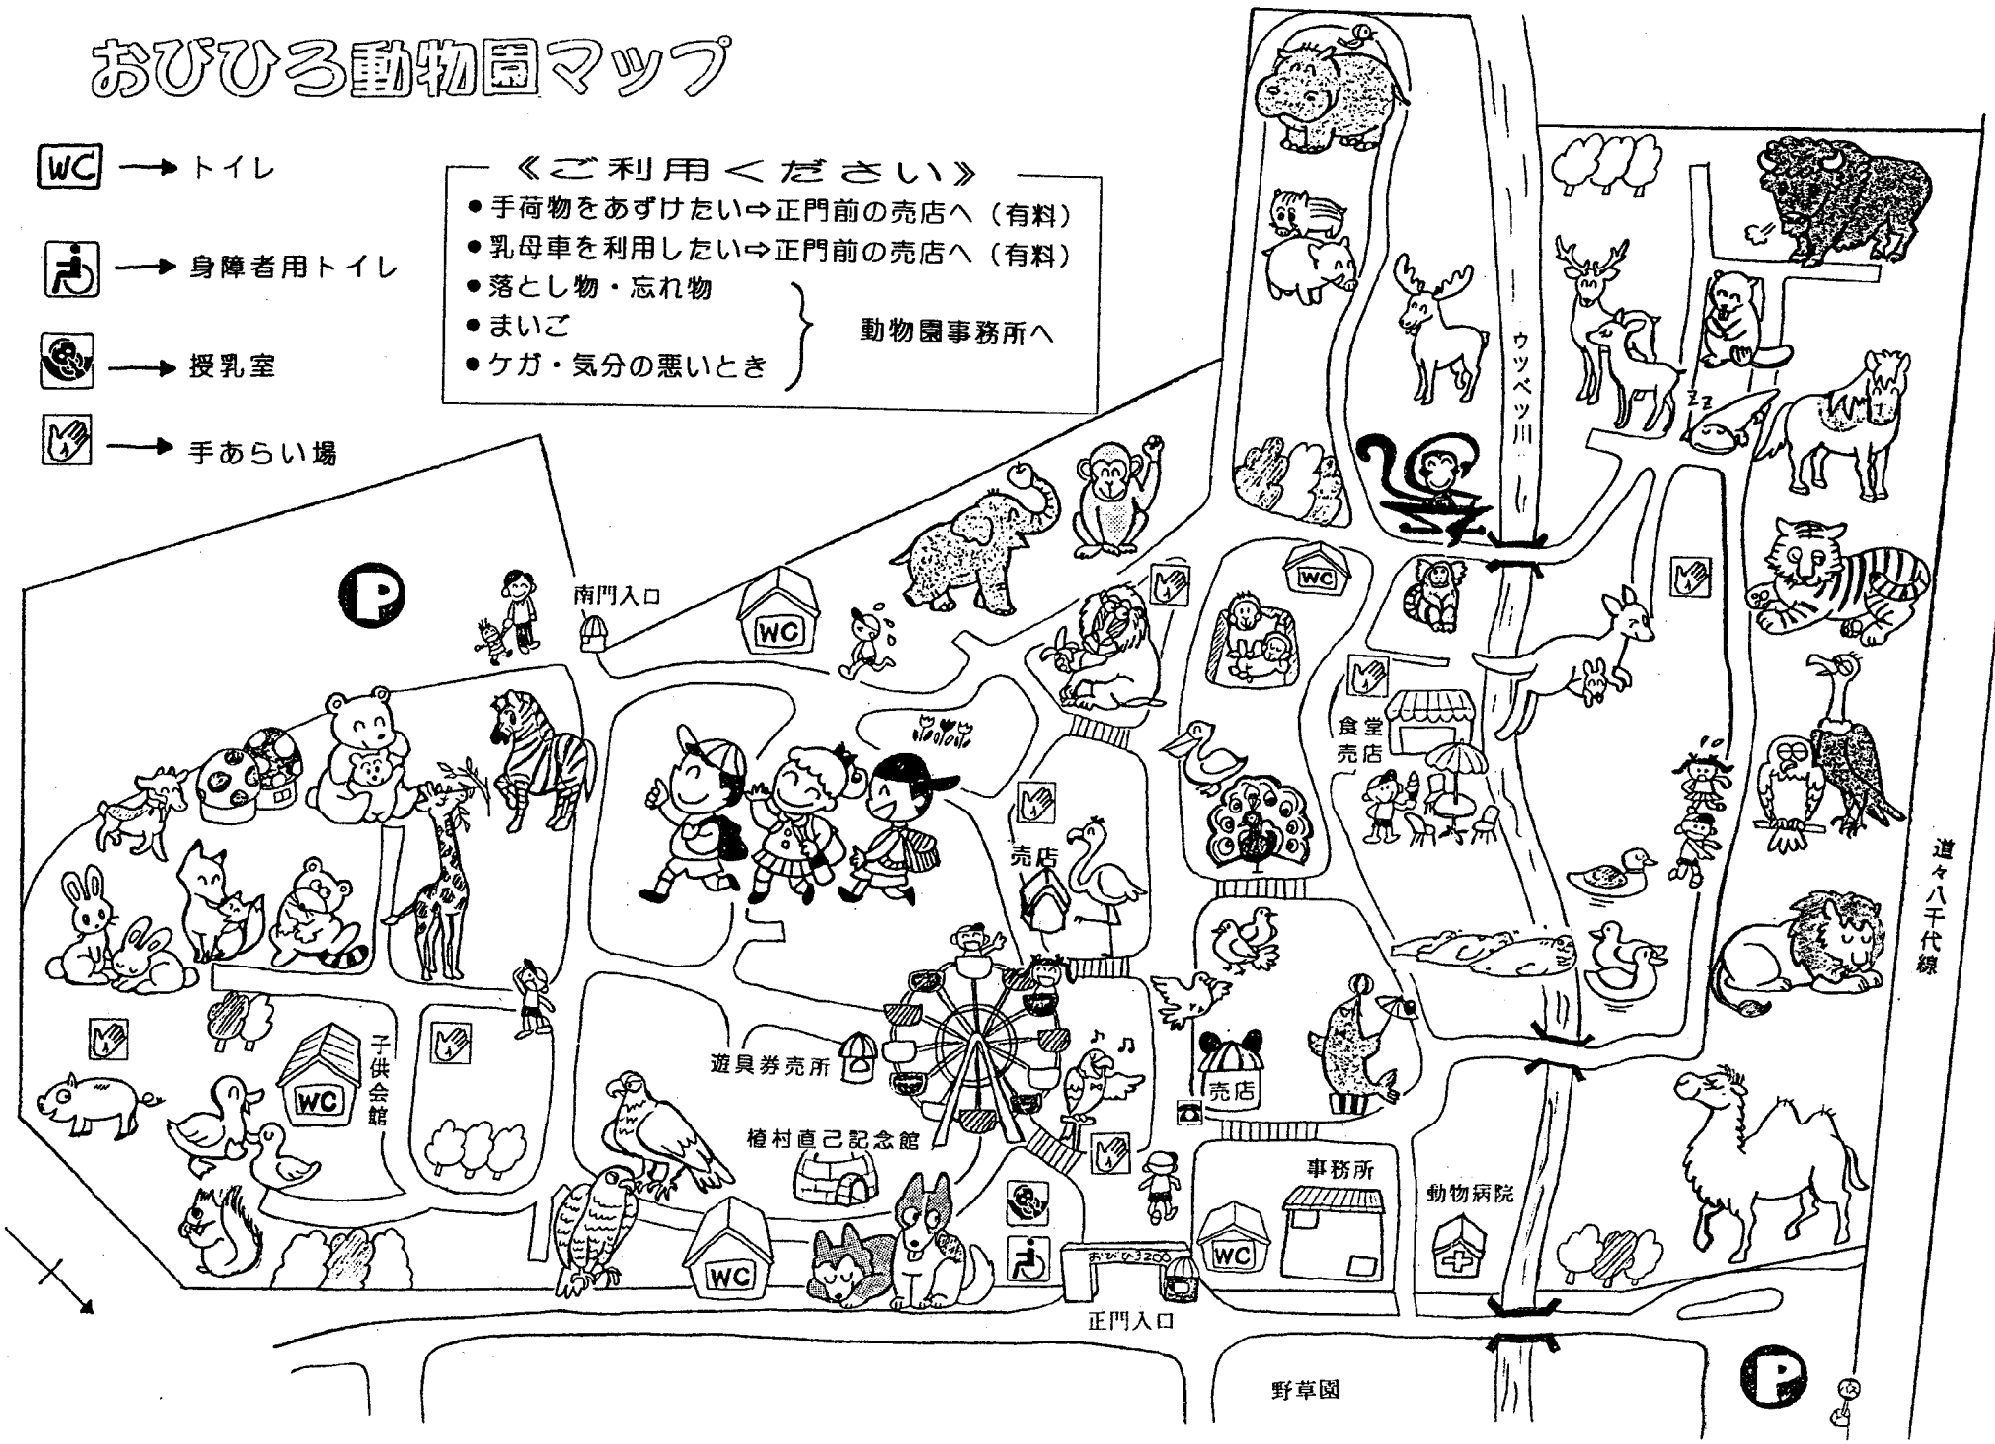 おびひろ動物園マップ
WC → トイレ
→ 身障者用トイレ
→ 授乳室
→ 手あらい場
《ご利用ください》
●手荷物をあずけたい⇨正門前の売店へ（有料）
●乳母車を利用したい⇨正門前の売店へ（有料）
●落とし物・忘れ物
●まいご
●ケガ・気分の悪いとき
動物園事務所へ
ウツベツ川
ZZ
P
南門入口
WC
WC
食堂
売店
売店
道々八千代線
子供会館
WC
遊具券売所
売店
植村直己記念館
事務所
動物病院
WC
WC
おびひろZOO
正門入口
野草園
P